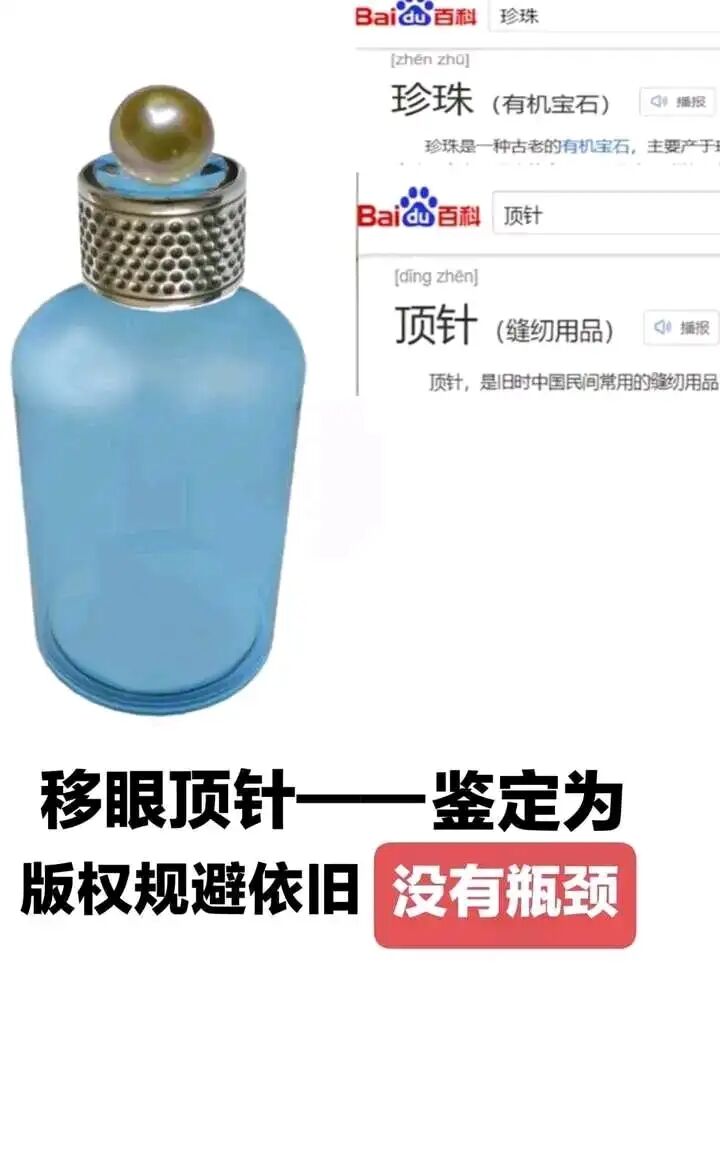 Baidu百科 珍珠
[zhēn zhū]
珍珠（有机宝石） 播报
珍珠是一种古老的有机宝石，主要产于
Baidu百科 顶针
[dǐng zhēn]
顶针（缝纫用品） 播报
顶针，是旧时中国民间常用的缝纫用品
移眼顶针——鉴定为
版权规避依旧 没有瓶颈